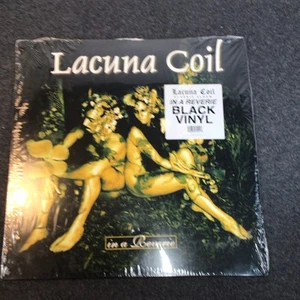 Lacuna Coil
Lacuna Coil
IN A REVERIE
BLACK
VINYL
in a Reverie